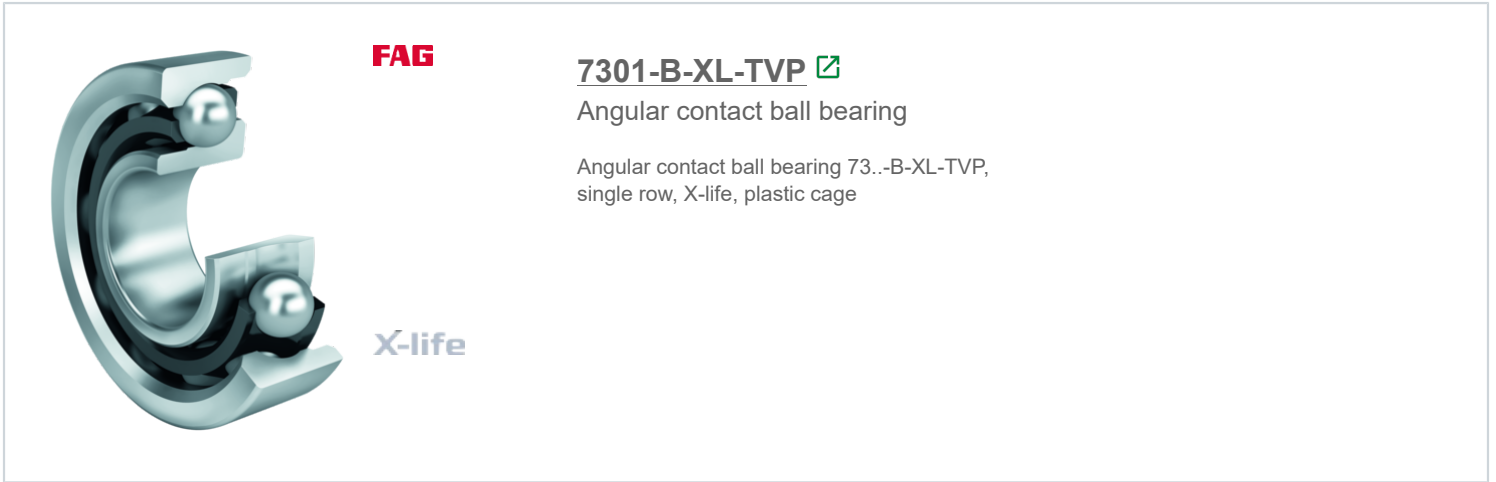 FAG
7301-B-XL-TVP
Angular contact ball bearing
Angular contact ball bearing 73..-B-XL-TVP,
single row, X-life, plastic cage
X-life